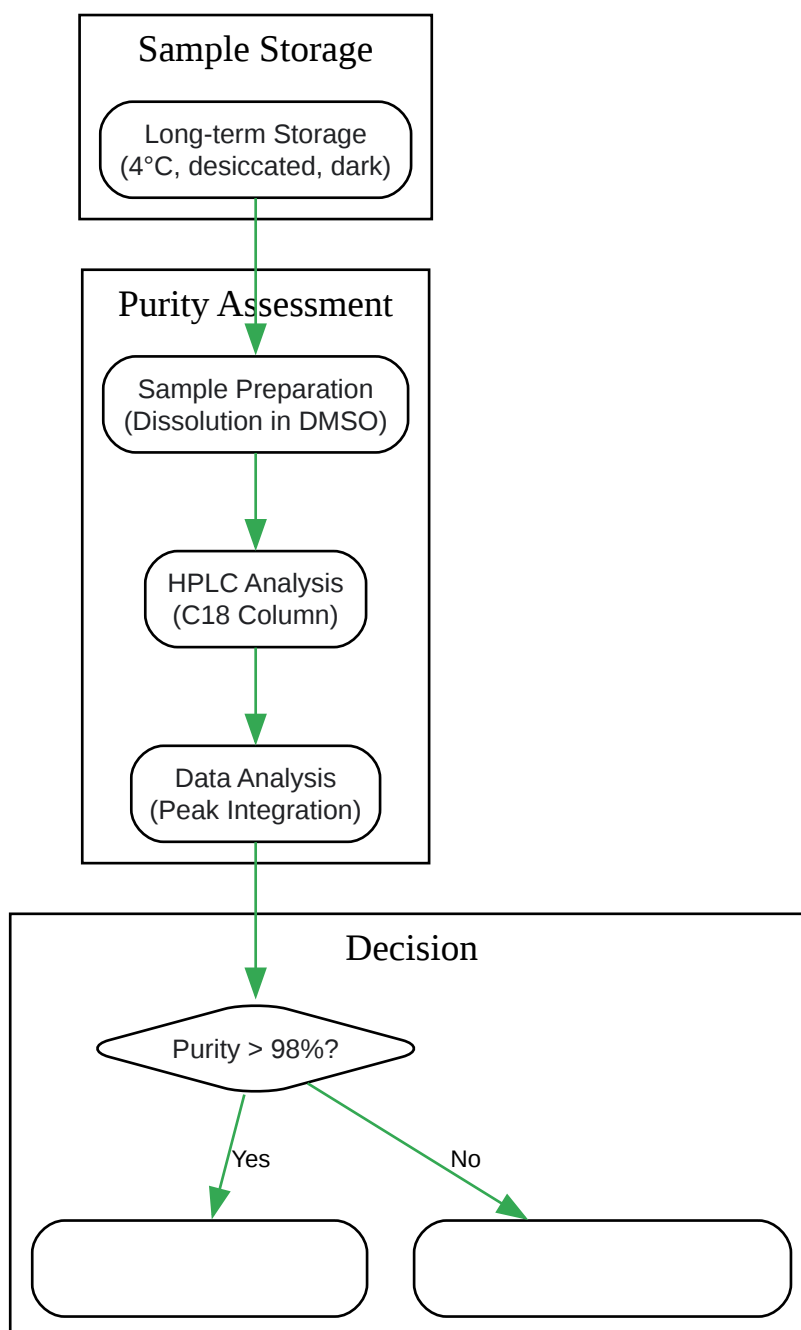 Sample Storage
Long-term Storage
(4°C, desiccated, dark)
Purity Assessment
Sample Preparation
(Dissolution in DMSO)
HPLC Analysis
(C18 Column)
Data Analysis
(Peak Integration)
Decision
Purity > 98%?
Yes
No